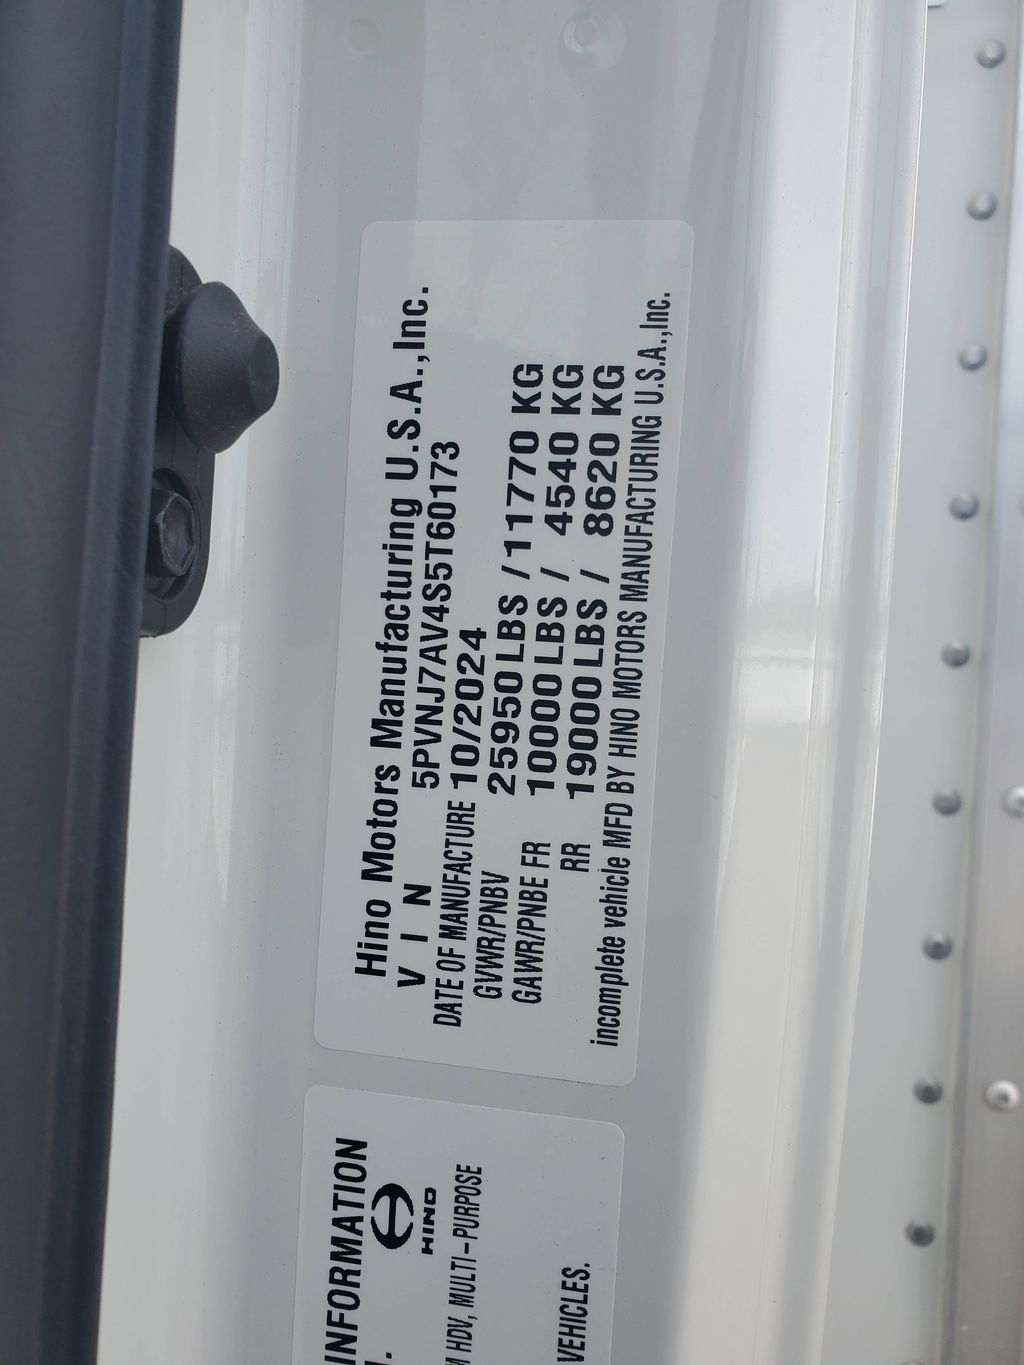 Hino Motors Manufacturing U.S.A.,Inc.
V I N 5PVNJ7AV4S5T60173
DATE OF MANUFACTURE 10/2024
GVWR/PNBV 25950 LBS / 11770 KG
GAWR/PNBE FR 10000 LBS / 4540 KG
RR 19000 LBS / 8620 KG
incomplete vehicle MFD BY HINO MOTORS MANUFACTURING U.S.A.,Inc.
INFORMATION
HINO
HDV, MULTI-PURPOSE
VEHICLES.